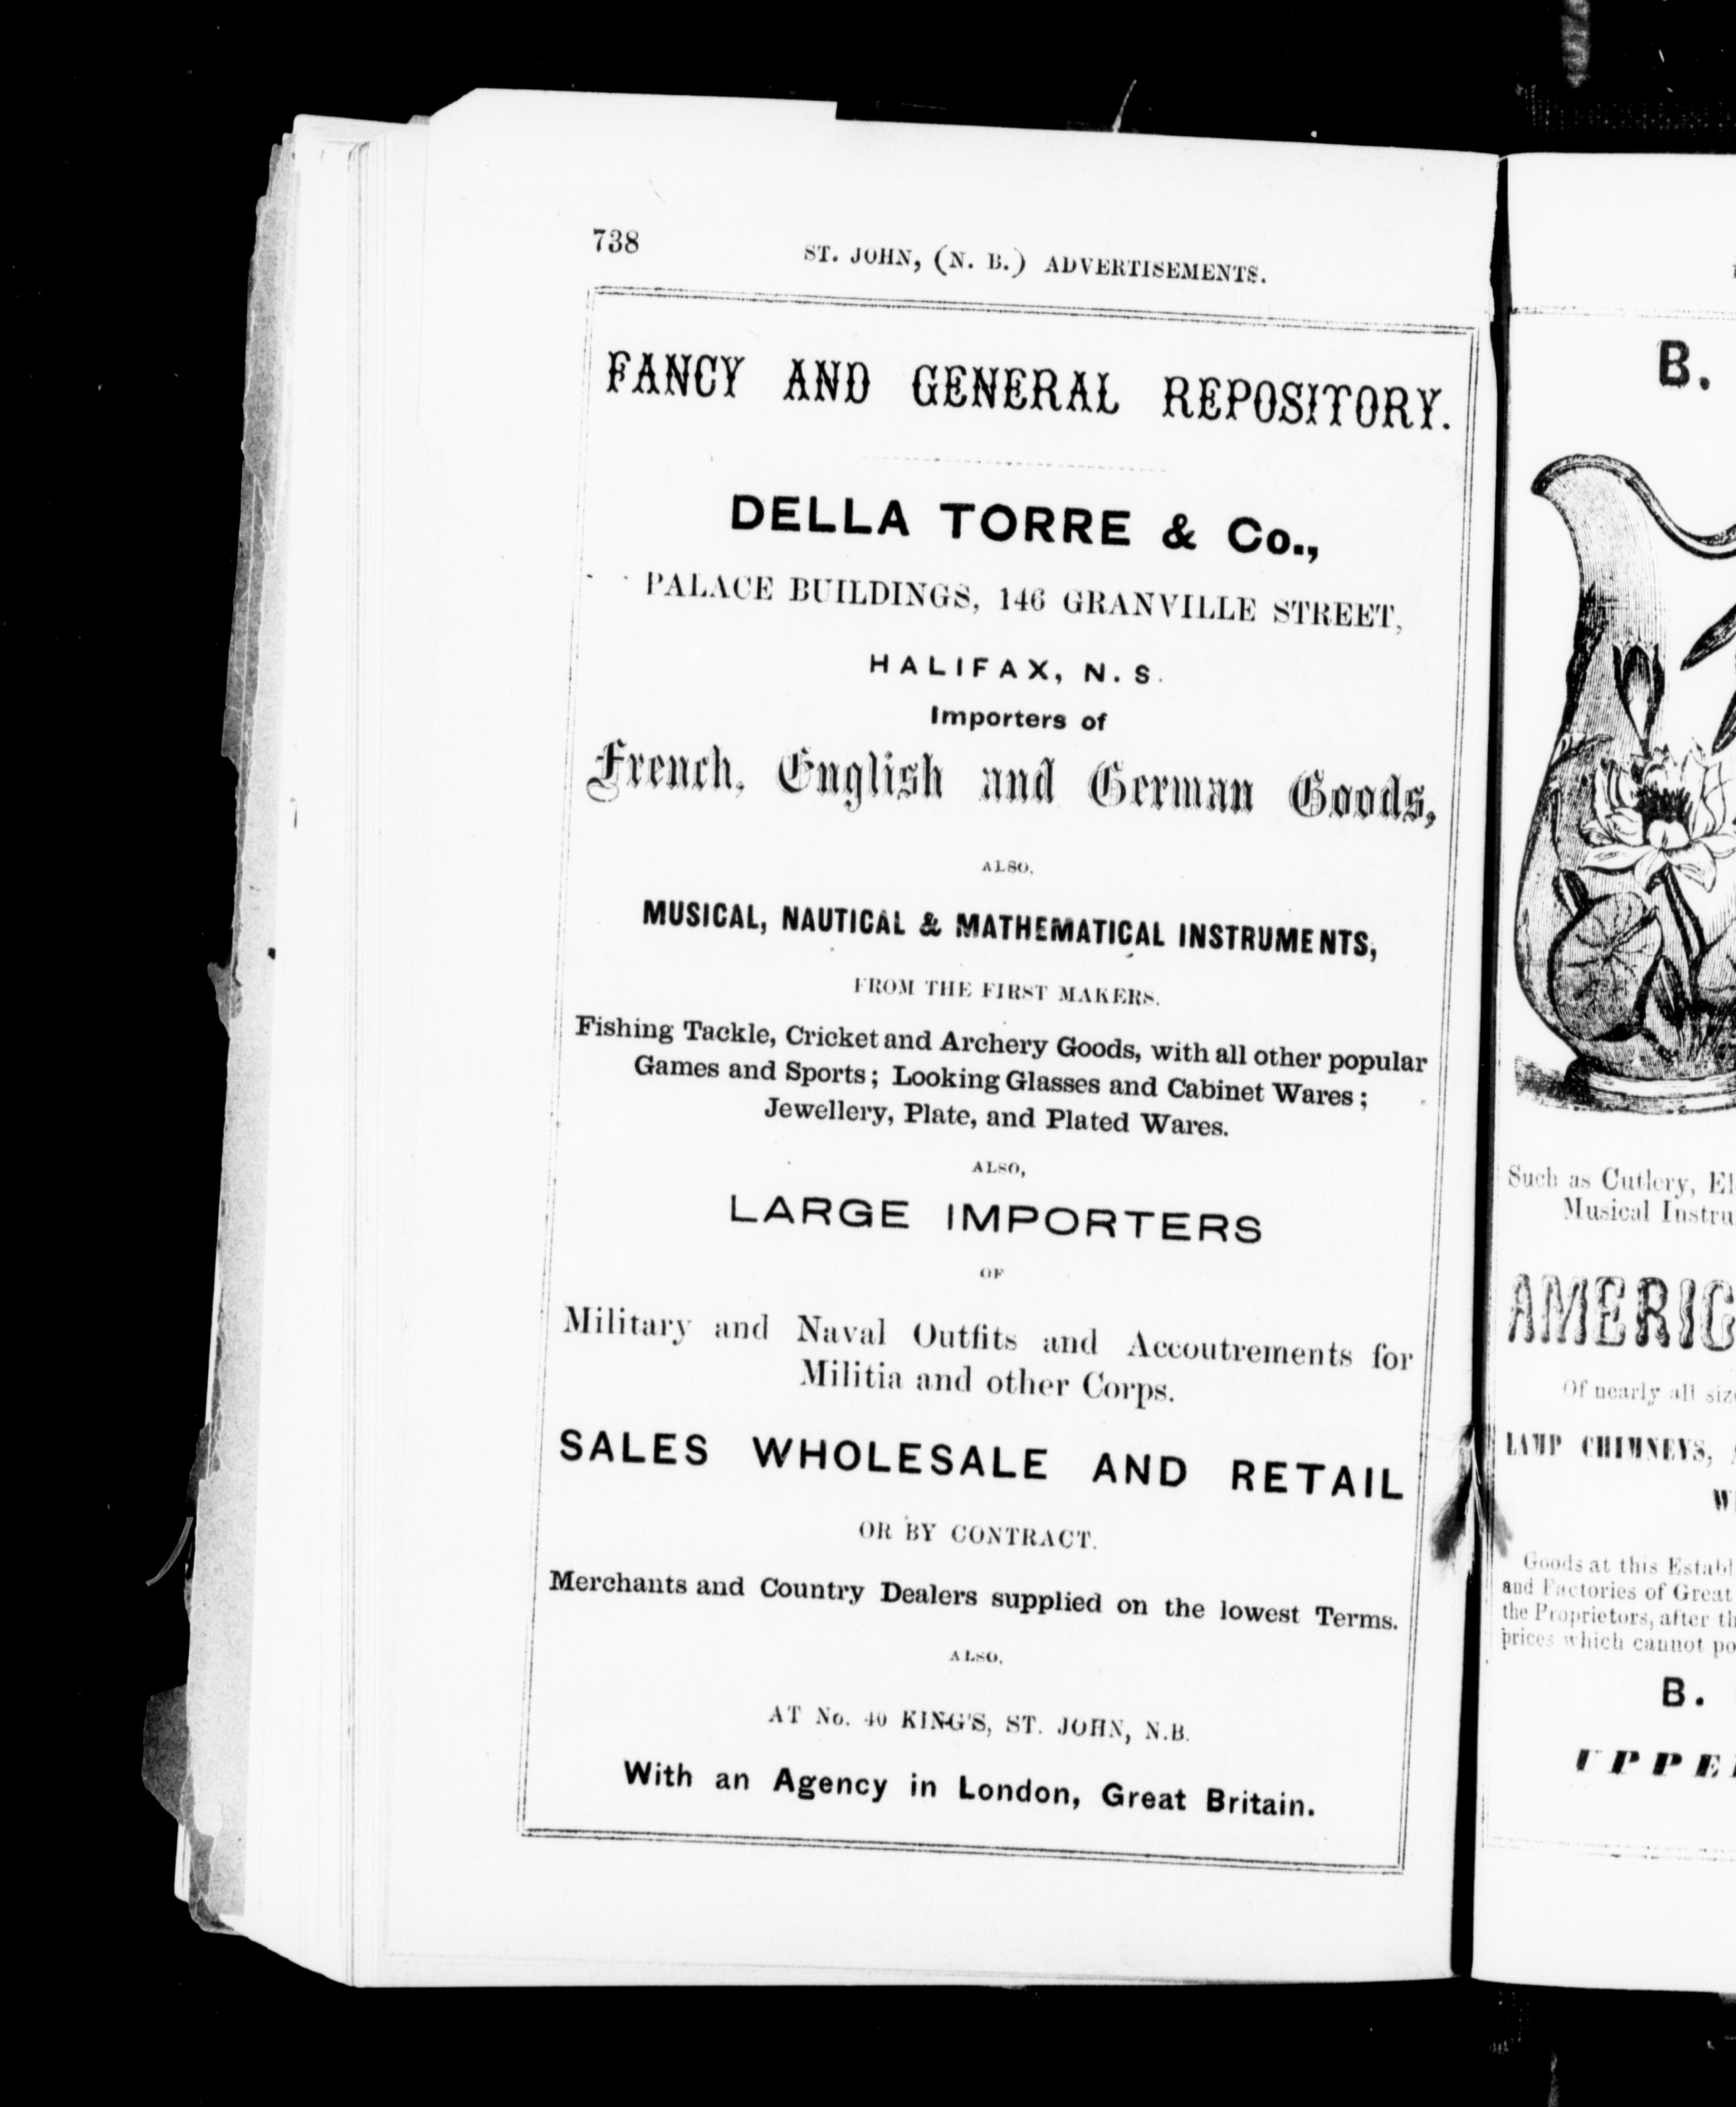 738
ST. JOHN, (N. B.) ADVERTISEMENTS.
FANCY AND GENERAL REPOSITORY.
DELLA TORRE & Co.,
PALACE BUILDINGS, 146 GRANVILLE STREET,
HALIFAX, N. S.
Importers of
French, English and German Goods,
ALSO,
MUSICAL, NAUTICAL & MATHEMATICAL INSTRUMENTS,
FROM THE FIRST MAKERS.
Fishing Tackle, Cricket and Archery Goods, with all other popular
Games and Sports; Looking Glasses and Cabinet Wares;
Jewellery, Plate, and Plated Wares.
ALSO,
LARGE IMPORTERS
OF
Military and Naval Outfits and Accoutrements for
Militia and other Corps.
SALES WHOLESALE AND RETAIL
OR BY CONTRACT.
Merchants and Country Dealers supplied on the lowest Terms.
ALSO,
AT No. 40 KING'S, ST. JOHN, N.B.
With an Agency in London, Great Britain.
B.
Such as Cutlery, El
Musical Instru
AMERIC
Of nearly all siz
LAMP CHIMNEYS,
W
Goods at this Establ
and Factories of Great
the Proprietors, after th
prices which cannot po
B.
UPPE